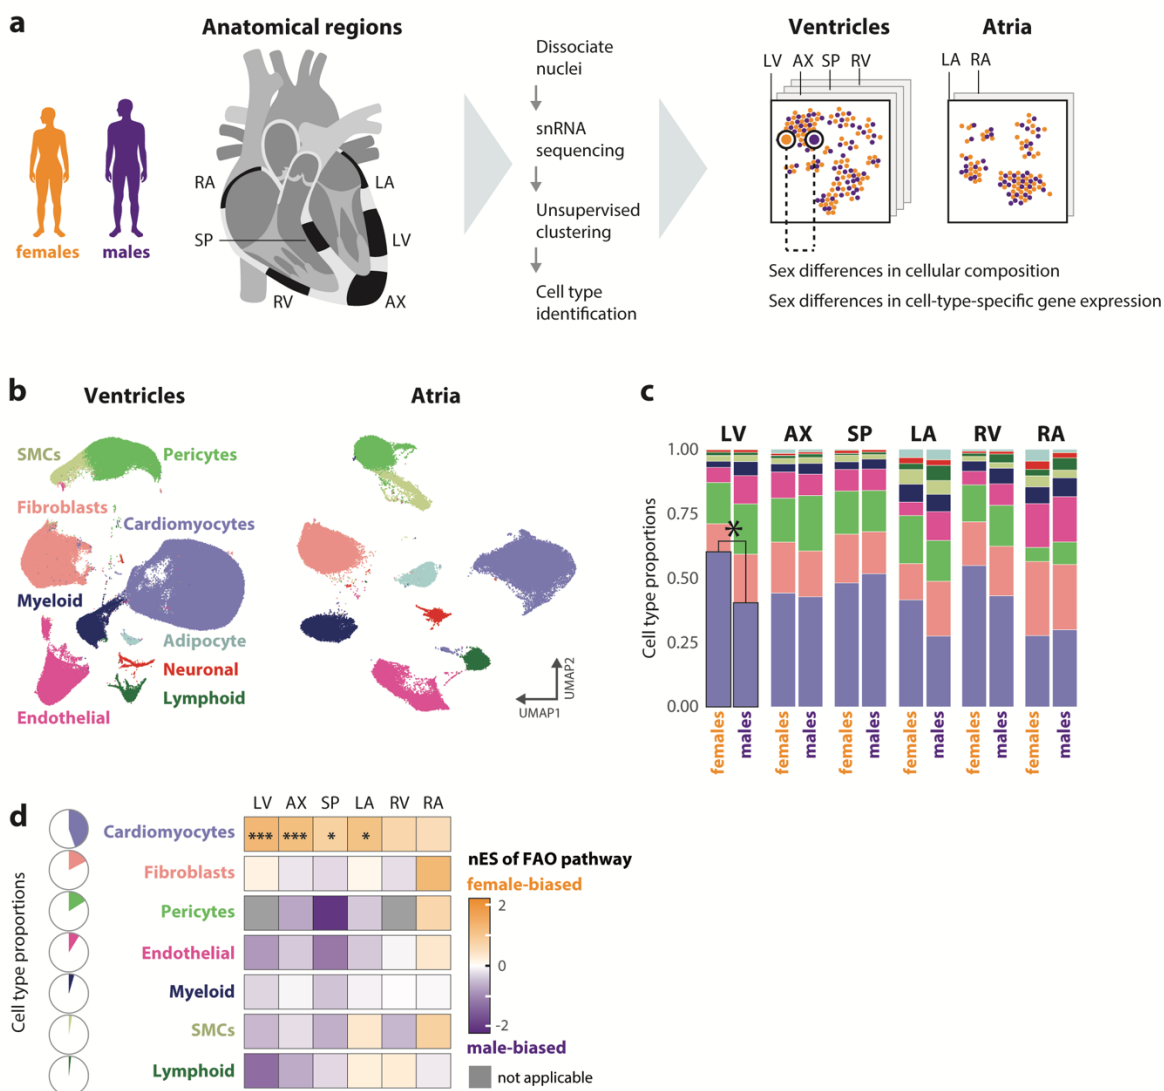 a
Anatomical regions
females
males
RA
SP
RV
LA
LV
AX
Dissociate
nuclei
snRNA
sequencing
Unsupervised
clustering
Cell type
identification
Ventricles
LV AX SP RV
Atria
LA RA
Sex differences in cellular composition
Sex differences in cell-type-specific gene expression
b
Ventricles
Atria
SMCs
Pericytes
Fibroblasts
Cardiomyocytes
Myeloid
Adipocyte
Neuronal
Lymphoid
Endothelial
UMAP1
UMAP2
c
LV AX SP LA RV RA
Cell type proportions
1.00
0.75
0.50
0.25
0.00
*
females males females males females males females males females males females males
d
Cell type proportions
LV AX SP LA RV RA
Cardiomyocytes *** *** * *
Fibroblasts
Pericytes
Endothelial
Myeloid
SMCs
Lymphoid
nES of FAO pathway
female-biased
2
1
0
-1
-2
male-biased
not applicable